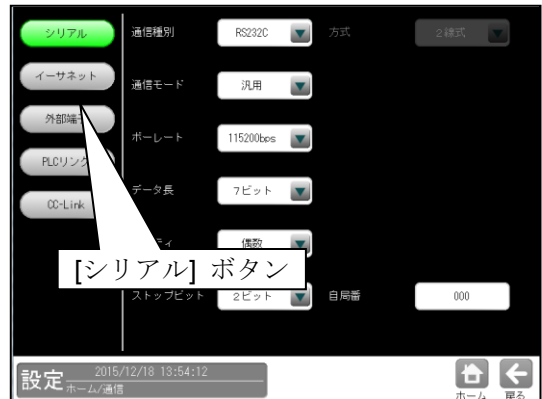 シリアル 通信種別 RS232C 方式 2線式
イーサネット
通信モード 汎用
外部端子
ボーレート 115200bps
PLCリンク
データ長 7ビット
CC-Link
偶数
[シリアル] ボタン
ストップビット 2ビット 自局番 000
設定 2015/12/18 13:54:12
ホーム/通信
ホーム 戻る